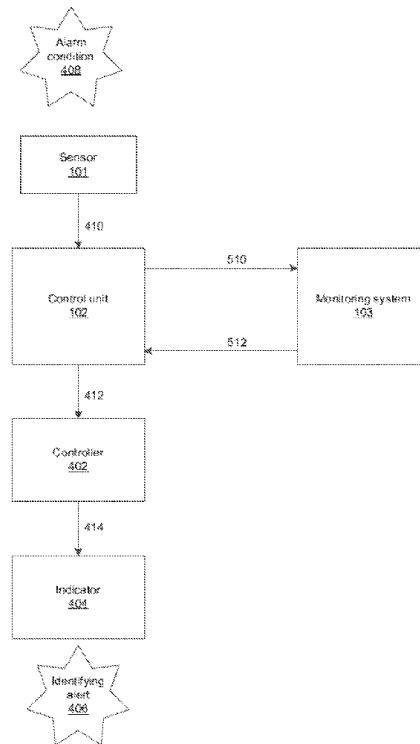 Alarm
condition
408
Sensor
101
410
Control unit
102
510
512
Monitoring system
103
412
Controller
402
414
Indicator
404
Identifying
alert
406